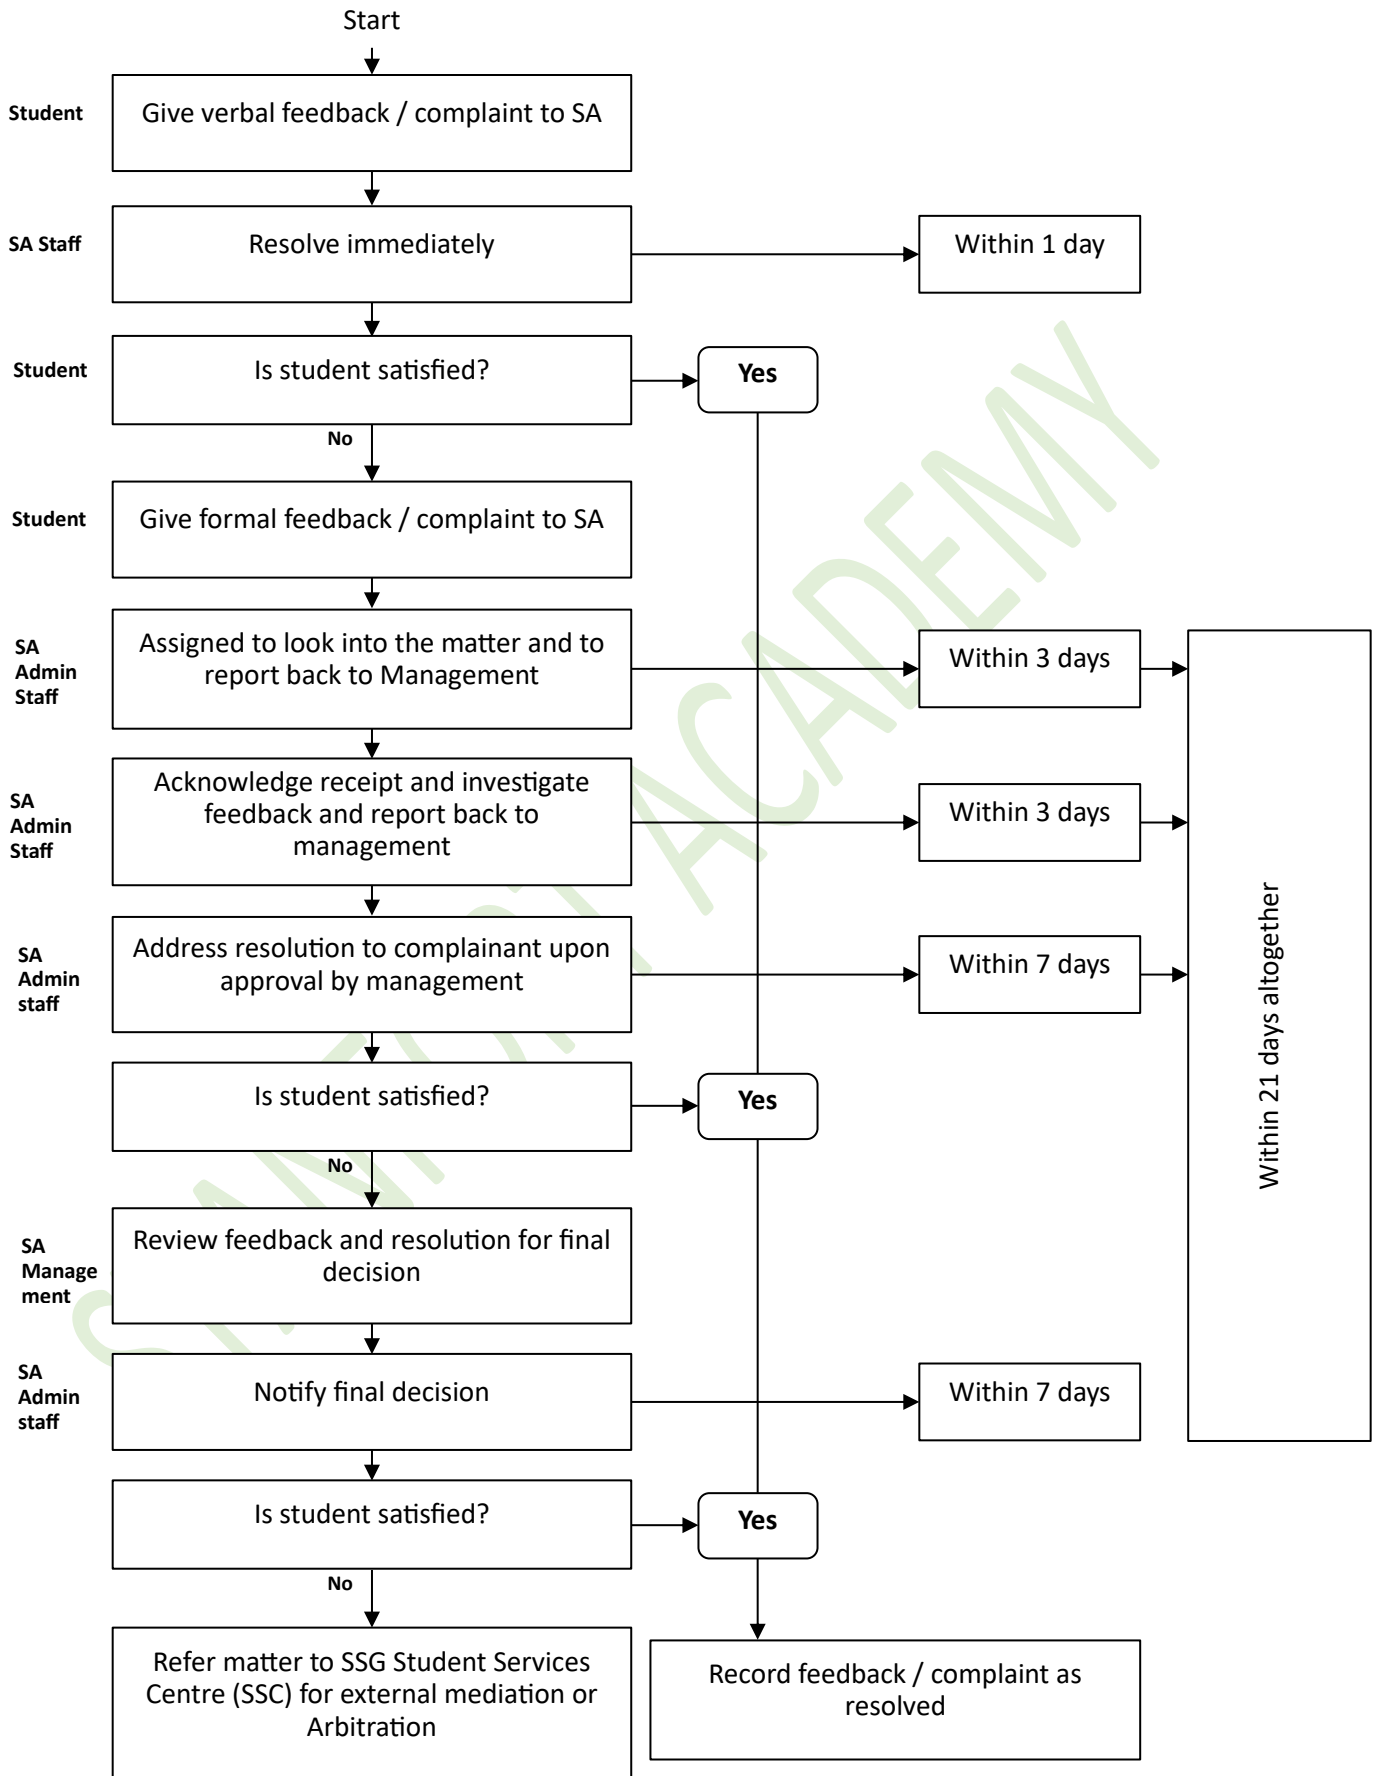 Start
Student
Give verbal feedback / complaint to SA
SA Staff
Resolve immediately
Within 1 day
Student
Is student satisfied?
Yes
No
Student
Give formal feedback / complaint to SA
SA
Admin
Staff
Assigned to look into the matter and to
report back to Management
Within 3 days
SA
Admin
Staff
Acknowledge receipt and investigate
feedback and report back to
management
Within 3 days
SA
Admin
staff
Address resolution to complainant upon
approval by management
Within 7 days
Within 21 days altogether
Is student satisfied?
Yes
No
SA
Manage
ment
Review feedback and resolution for final
decision
SA
Admin
staff
Notify final decision
Within 7 days
Is student satisfied?
Yes
No
Refer matter to SSG Student Services
Centre (SSC) for external mediation or
Arbitration
Record feedback / complaint as
resolved
ACADEMY